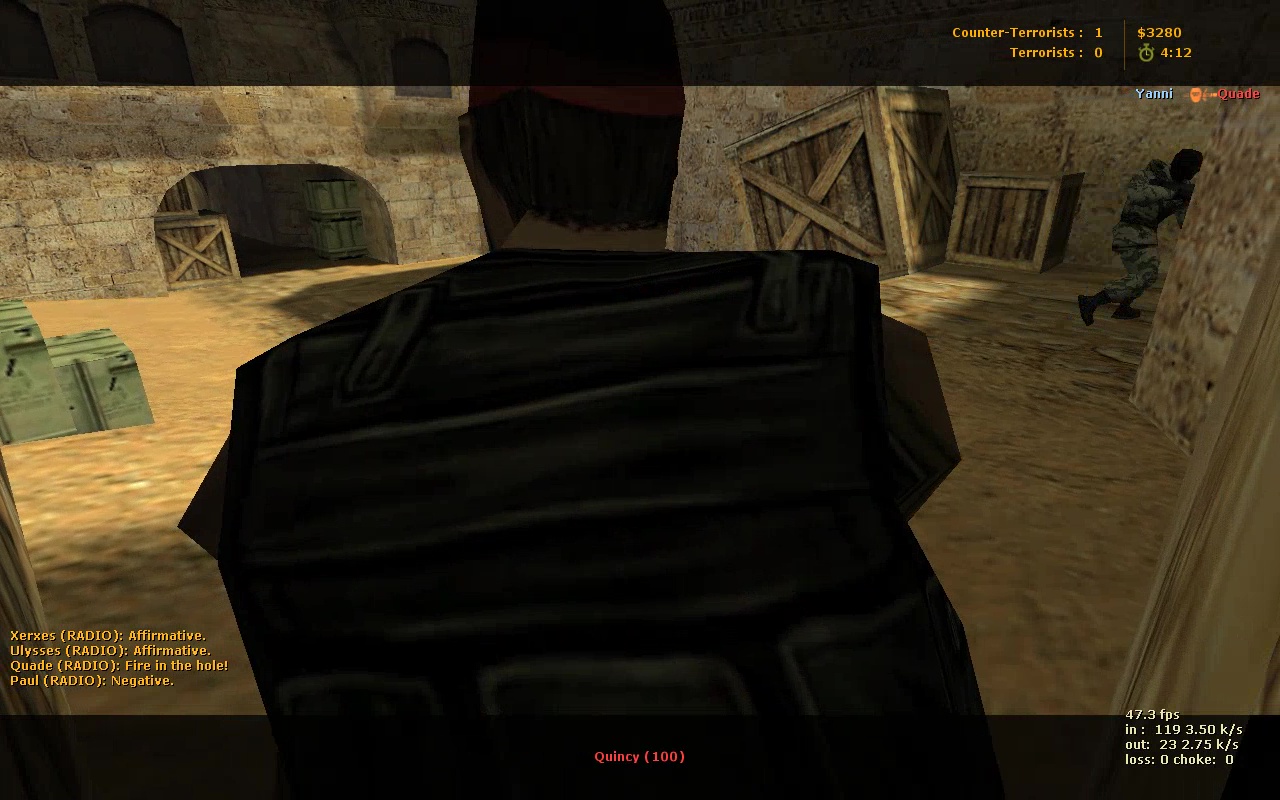 Counter-Terrorists : 1 $3280
Terrorists : 0 4:12
Yanni Quade
Xerxes (RADIO): Affirmative.
Ulysses (RADIO): Affirmative.
Quade (RADIO): Fire in the hole!
Paul (RADIO): Negative.
47.3 fps
in : 119 3.50 k/s
out: 23 2.75 k/s
loss: 0 choke: 0
Quincy (100)